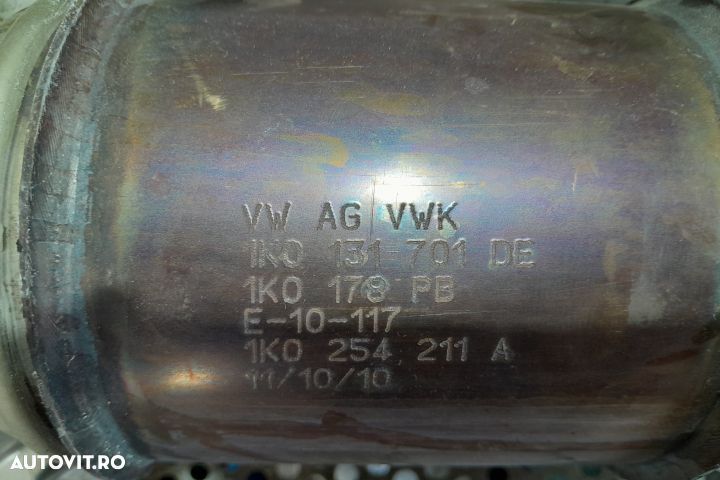 VW AG VWK
1K0 131 701 DE
1K0 178 PB
E-10-117
1K0 254 211 A
11/10/10
AUTOVIT.RO